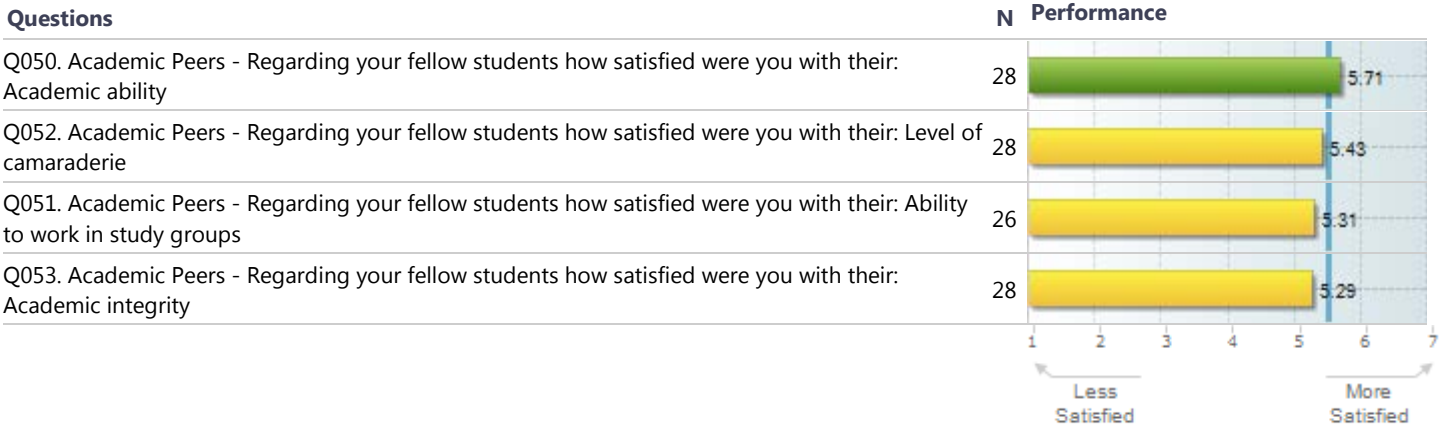 Questions N Performance
Q050. Academic Peers - Regarding your fellow students how satisfied were you with their:
Academic ability
28
5.71
Q052. Academic Peers - Regarding your fellow students how satisfied were you with their: Level of
camaraderie
28
5.43
Q051. Academic Peers - Regarding your fellow students how satisfied were you with their: Ability
to work in study groups
26
5.31
Q053. Academic Peers - Regarding your fellow students how satisfied were you with their:
Academic integrity
28
5.29
1 2 3 4 5 6 7
Less
Satisfied
More
Satisfied